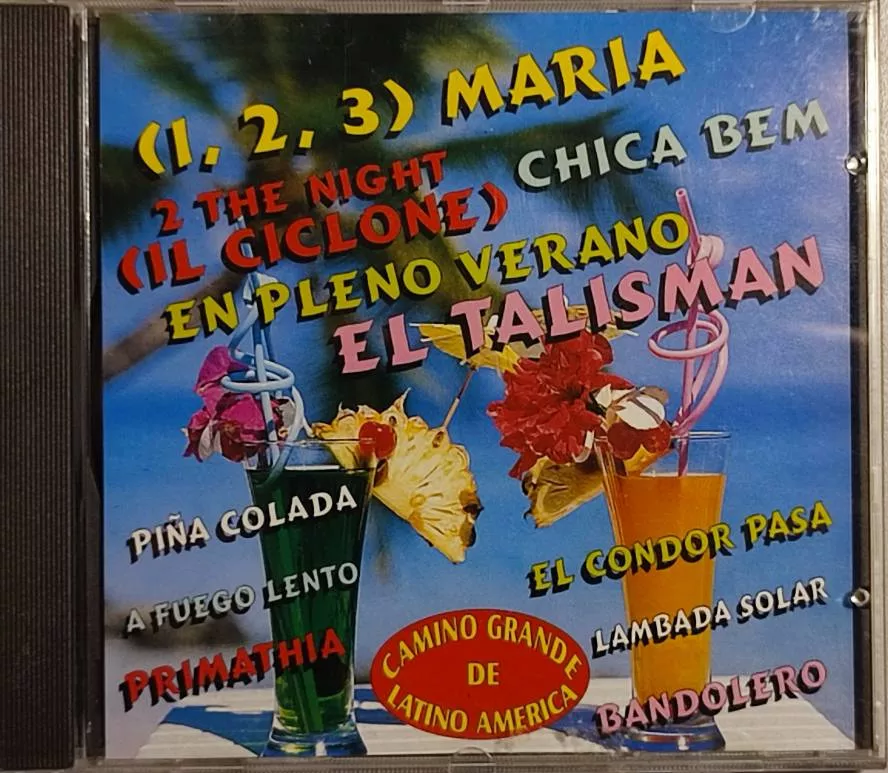 (1, 2, 3) MARIA
CHICA BEM
2 THE NIGHT
(IL CICLONE)
EN PLENO VERANO
EL TALISMAN
PIÑA COLADA
A FUEGO LENTO
PRIMATHIA
EL CONDOR PASA
LAMBADA SOLAR
BANDOLERO
CAMINO GRANDE
DE
LATINO AMERICA